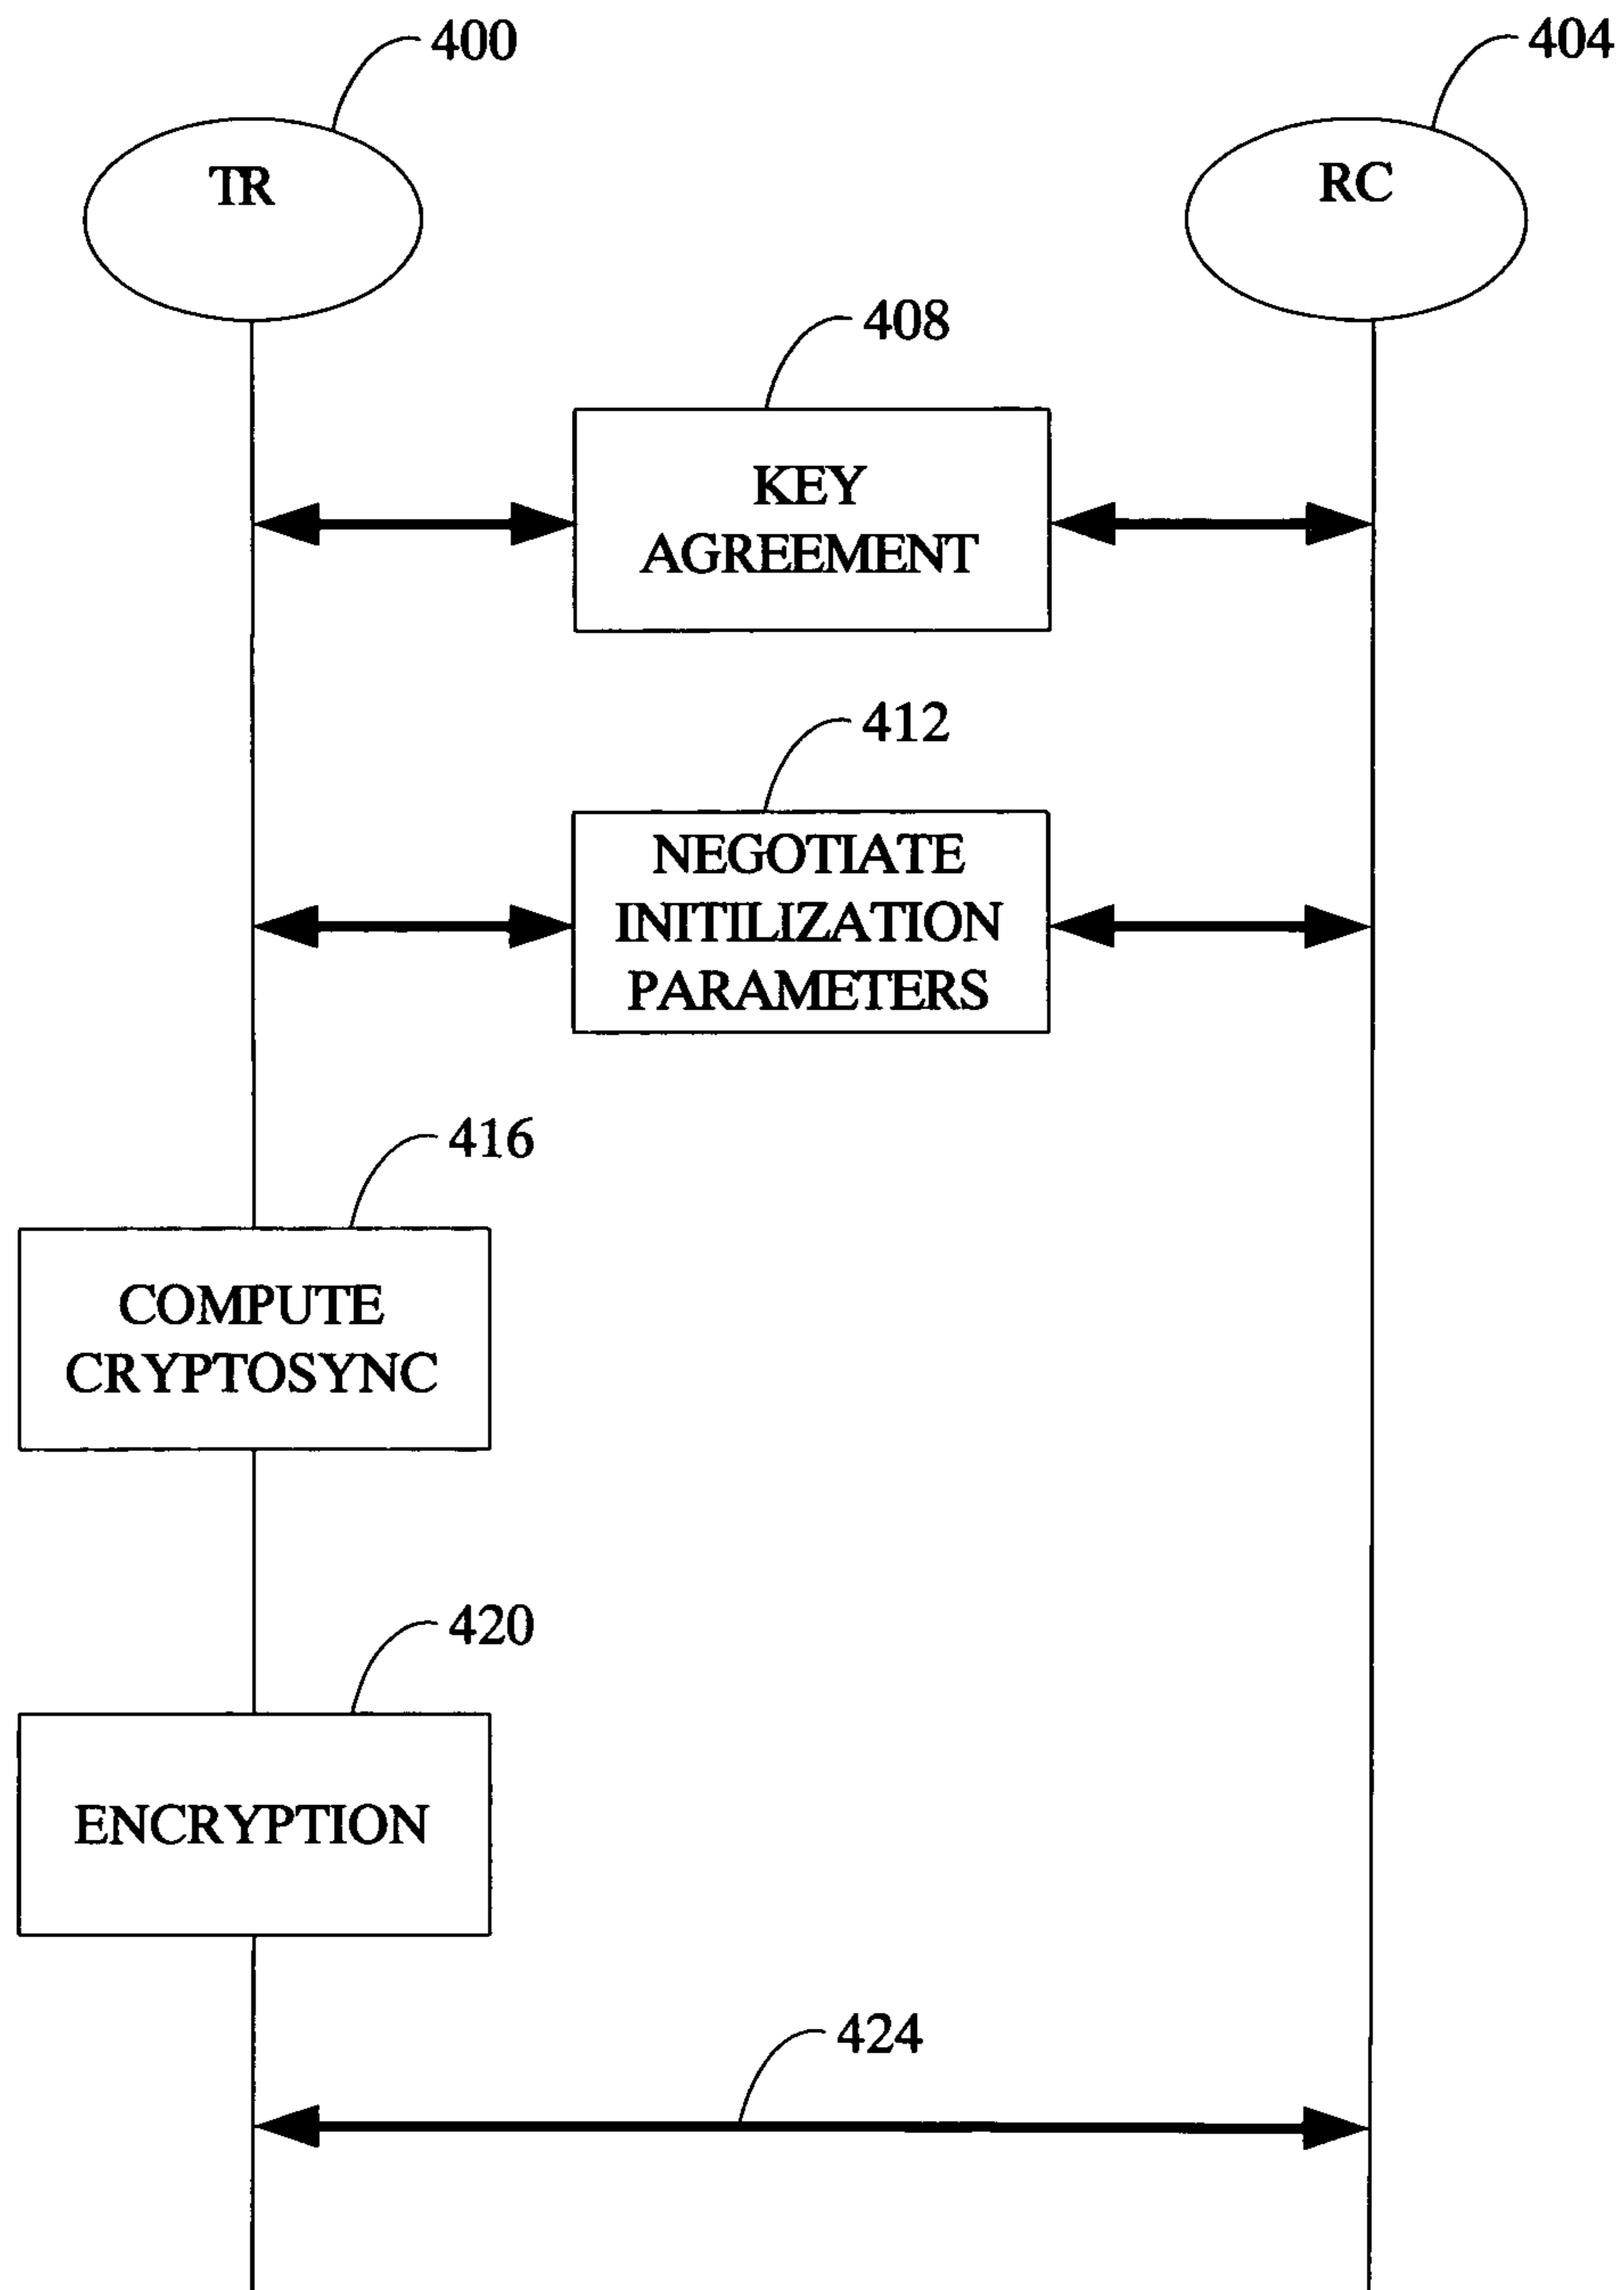 400
404
TR
RC
408
KEY
AGREEMENT
412
NEGOTIATE
INITILIZATION
PARAMETERS
416
COMPUTE
CRYPTOSYNC
420
ENCRYPTION
424